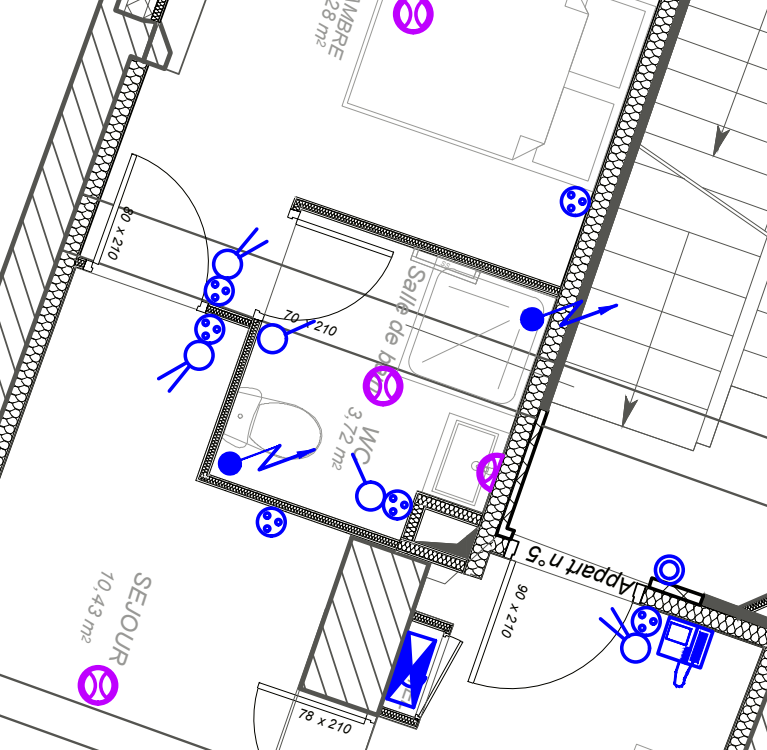 28 m²
80 x 210
70 x 210
Salle de bain
WC
3,72 m²
Appart n°5
90 x 210
SEJOUR
10,43 m²
78 x 210